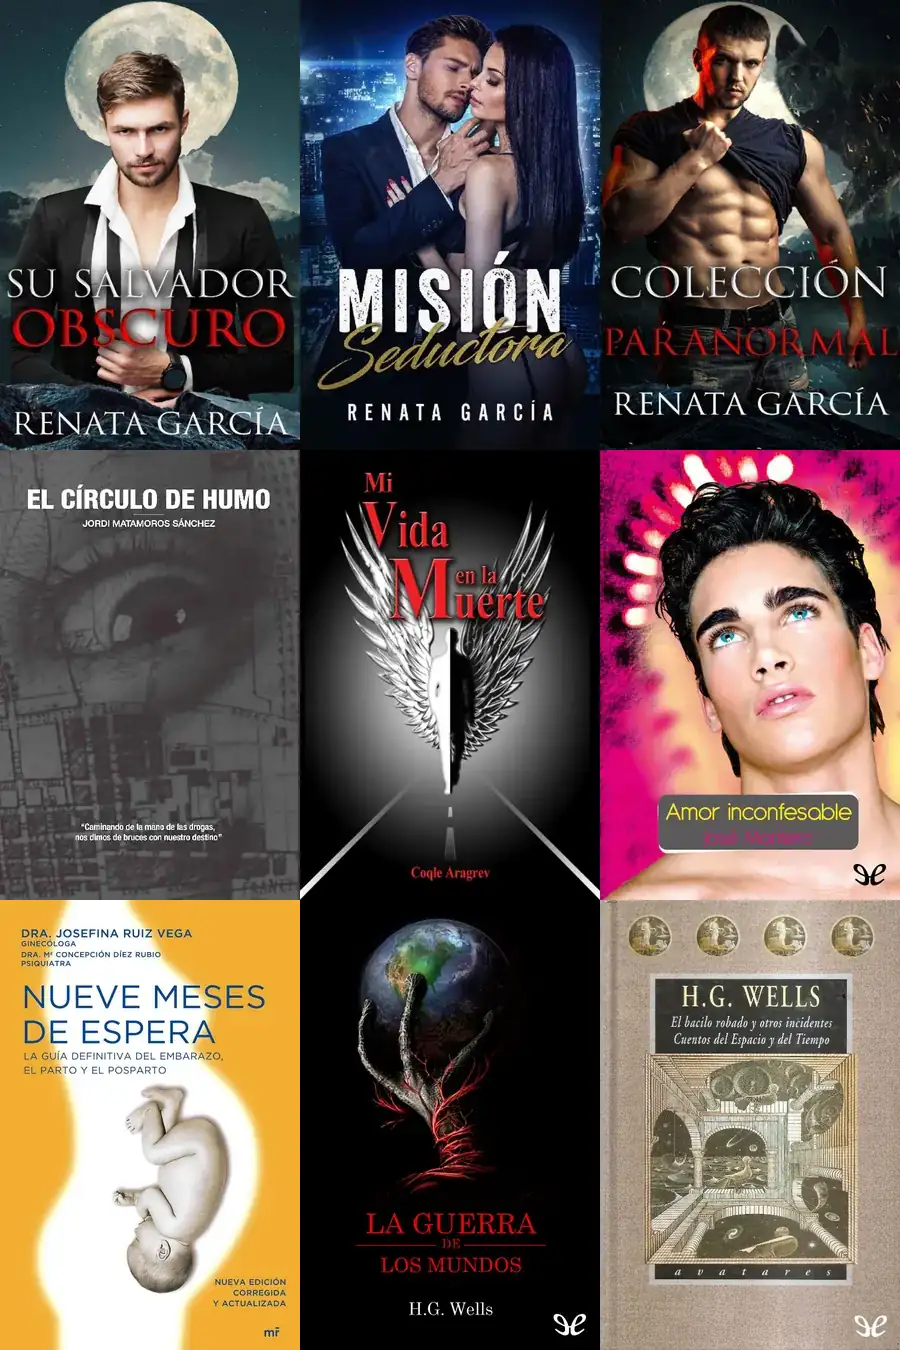 SU SALVADOR
OBSCURO
RENATA GARCÍA
MISIÓN
Seductora
RENATA GARCÍA
COLECCIÓN
PARANORMAL
RENATA GARCÍA
EL CÍRCULO DE HUMO
JORDI MATAMOROS SÁNCHEZ
"Caminando de la mano de las drogas,
nos dimos de bruces con nuestro destino"
Mi
Vida
en la
Muerte
Coqle Aragrev
Amor inconfesable
José Montero
DRA. JOSEFINA RUIZ VEGA
GINECÓLOGA
DRA. Mª CONCEPCIÓN DÍEZ RUBIO
PSIQUIATRA
NUEVE MESES
DE ESPERA
LA GUÍA DEFINITIVA DEL EMBARAZO,
EL PARTO Y EL POSPARTO
NUEVA EDICIÓN
CORREGIDA
Y ACTUALIZADA
mr
LA GUERRA
DE
LOS MUNDOS
H.G. Wells
H.G. WELLS
El bacilo robado y otros incidentes
Cuentos del Espacio y del Tiempo
avatares